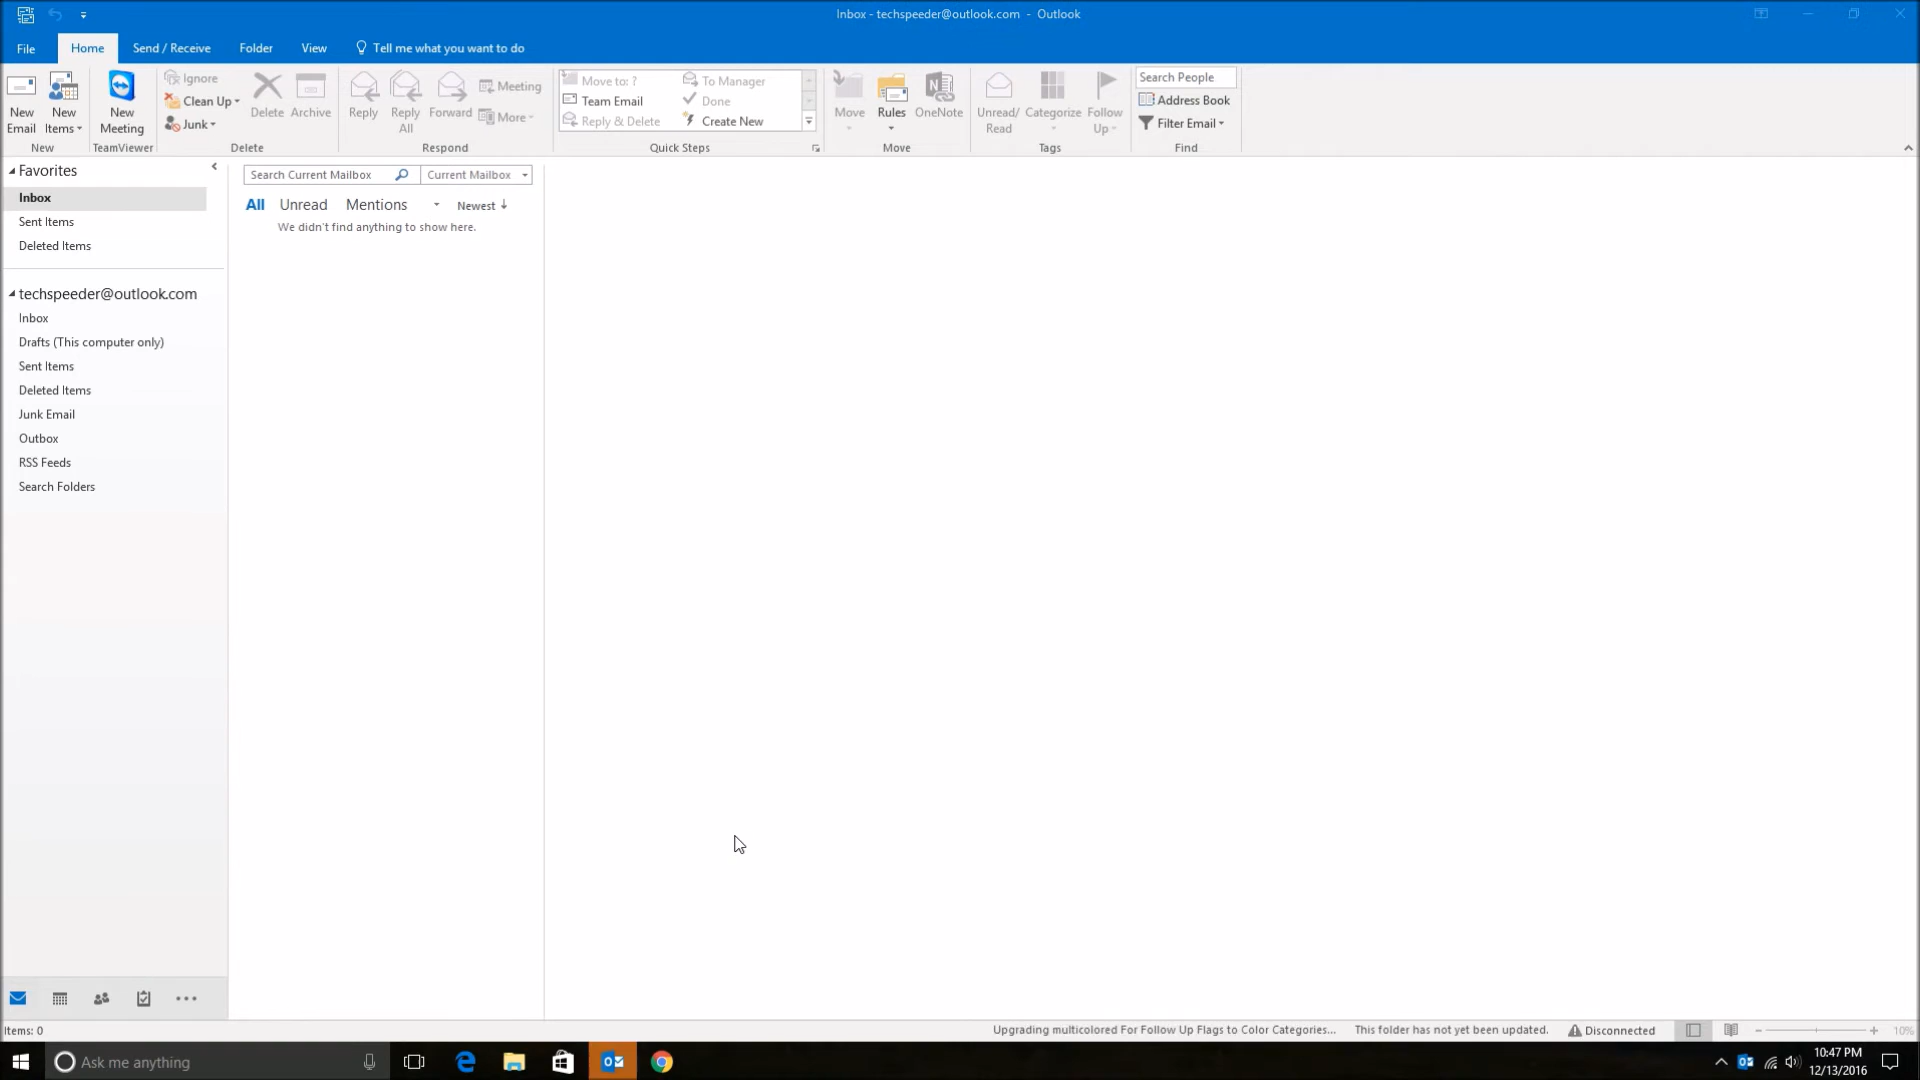 Inbox - techspeeder@outlook.com - Outlook
File Home Send / Receive Folder View Tell me what you want to do
New Email
New Items
New Meeting
Ignore
Clean Up
Junk
Delete
Archive
Reply
Reply All
Forward
Meeting
More
Move to: ?
Team Email
Reply & Delete
To Manager
Done
Create New
Move
Rules
OneNote
Unread/ Read
Categorize
Follow Up
Search People
Address Book
Filter Email
New TeamViewer Delete Respond Quick Steps Move Tags Find
Favorites
Inbox
Sent Items
Deleted Items
techspeeder@outlook.com
Inbox
Drafts (This computer only)
Sent Items
Deleted Items
Junk Email
Outbox
RSS Feeds
Search Folders
Search Current Mailbox Current Mailbox
All Unread Mentions Newest
We didn't find anything to show here.
Items: 0 Upgrading multicolored For Follow Up Flags to Color Categories... This folder has not yet been updated. Disconnected 10%
Ask me anything
10:47 PM
12/13/2016